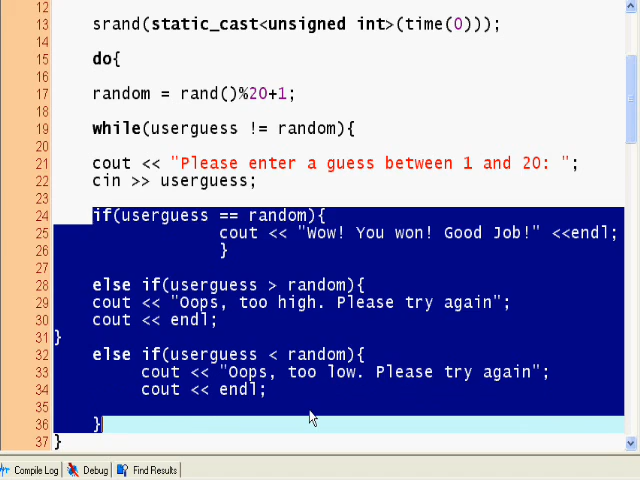 12
13 srand(static_cast<unsigned int>(time(0)));
14
15 do{
16
17 random = rand()%20+1;
18
19 while(userguess != random){
20
21 cout << "Please enter a guess between 1 and 20: ";
22 cin >> userguess;
23
24 if(userguess == random){
25 cout << "Wow! You won! Good Job!" <<endl;
26 }
27
28 else if(userguess > random){
29 cout << "Oops, too high. Please try again";
30 cout << endl;
31 }
32 else if(userguess < random){
33 cout << "Oops, too low. Please try again";
34 cout << endl;
35
36 }
37 }
Compile Log Debug Find Results